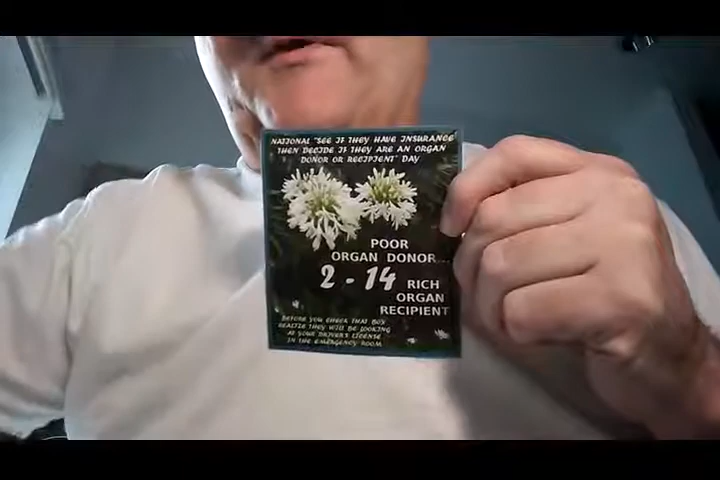 NATIONAL "SEE IF THEY HAVE INSURANCE
THEN DECIDE IF THEY ARE AN ORGAN
DONOR OR RECIPIENT" DAY
POOR
ORGAN DONOR...
2 - 14 RICH
ORGAN
RECIPIENT
BEFORE YOU CHECK THAT BOX
REALIZE THEY WILL BE LOOKING
AT YOUR DRIVERS LICENSE
IN THE EMERGENCY ROOM